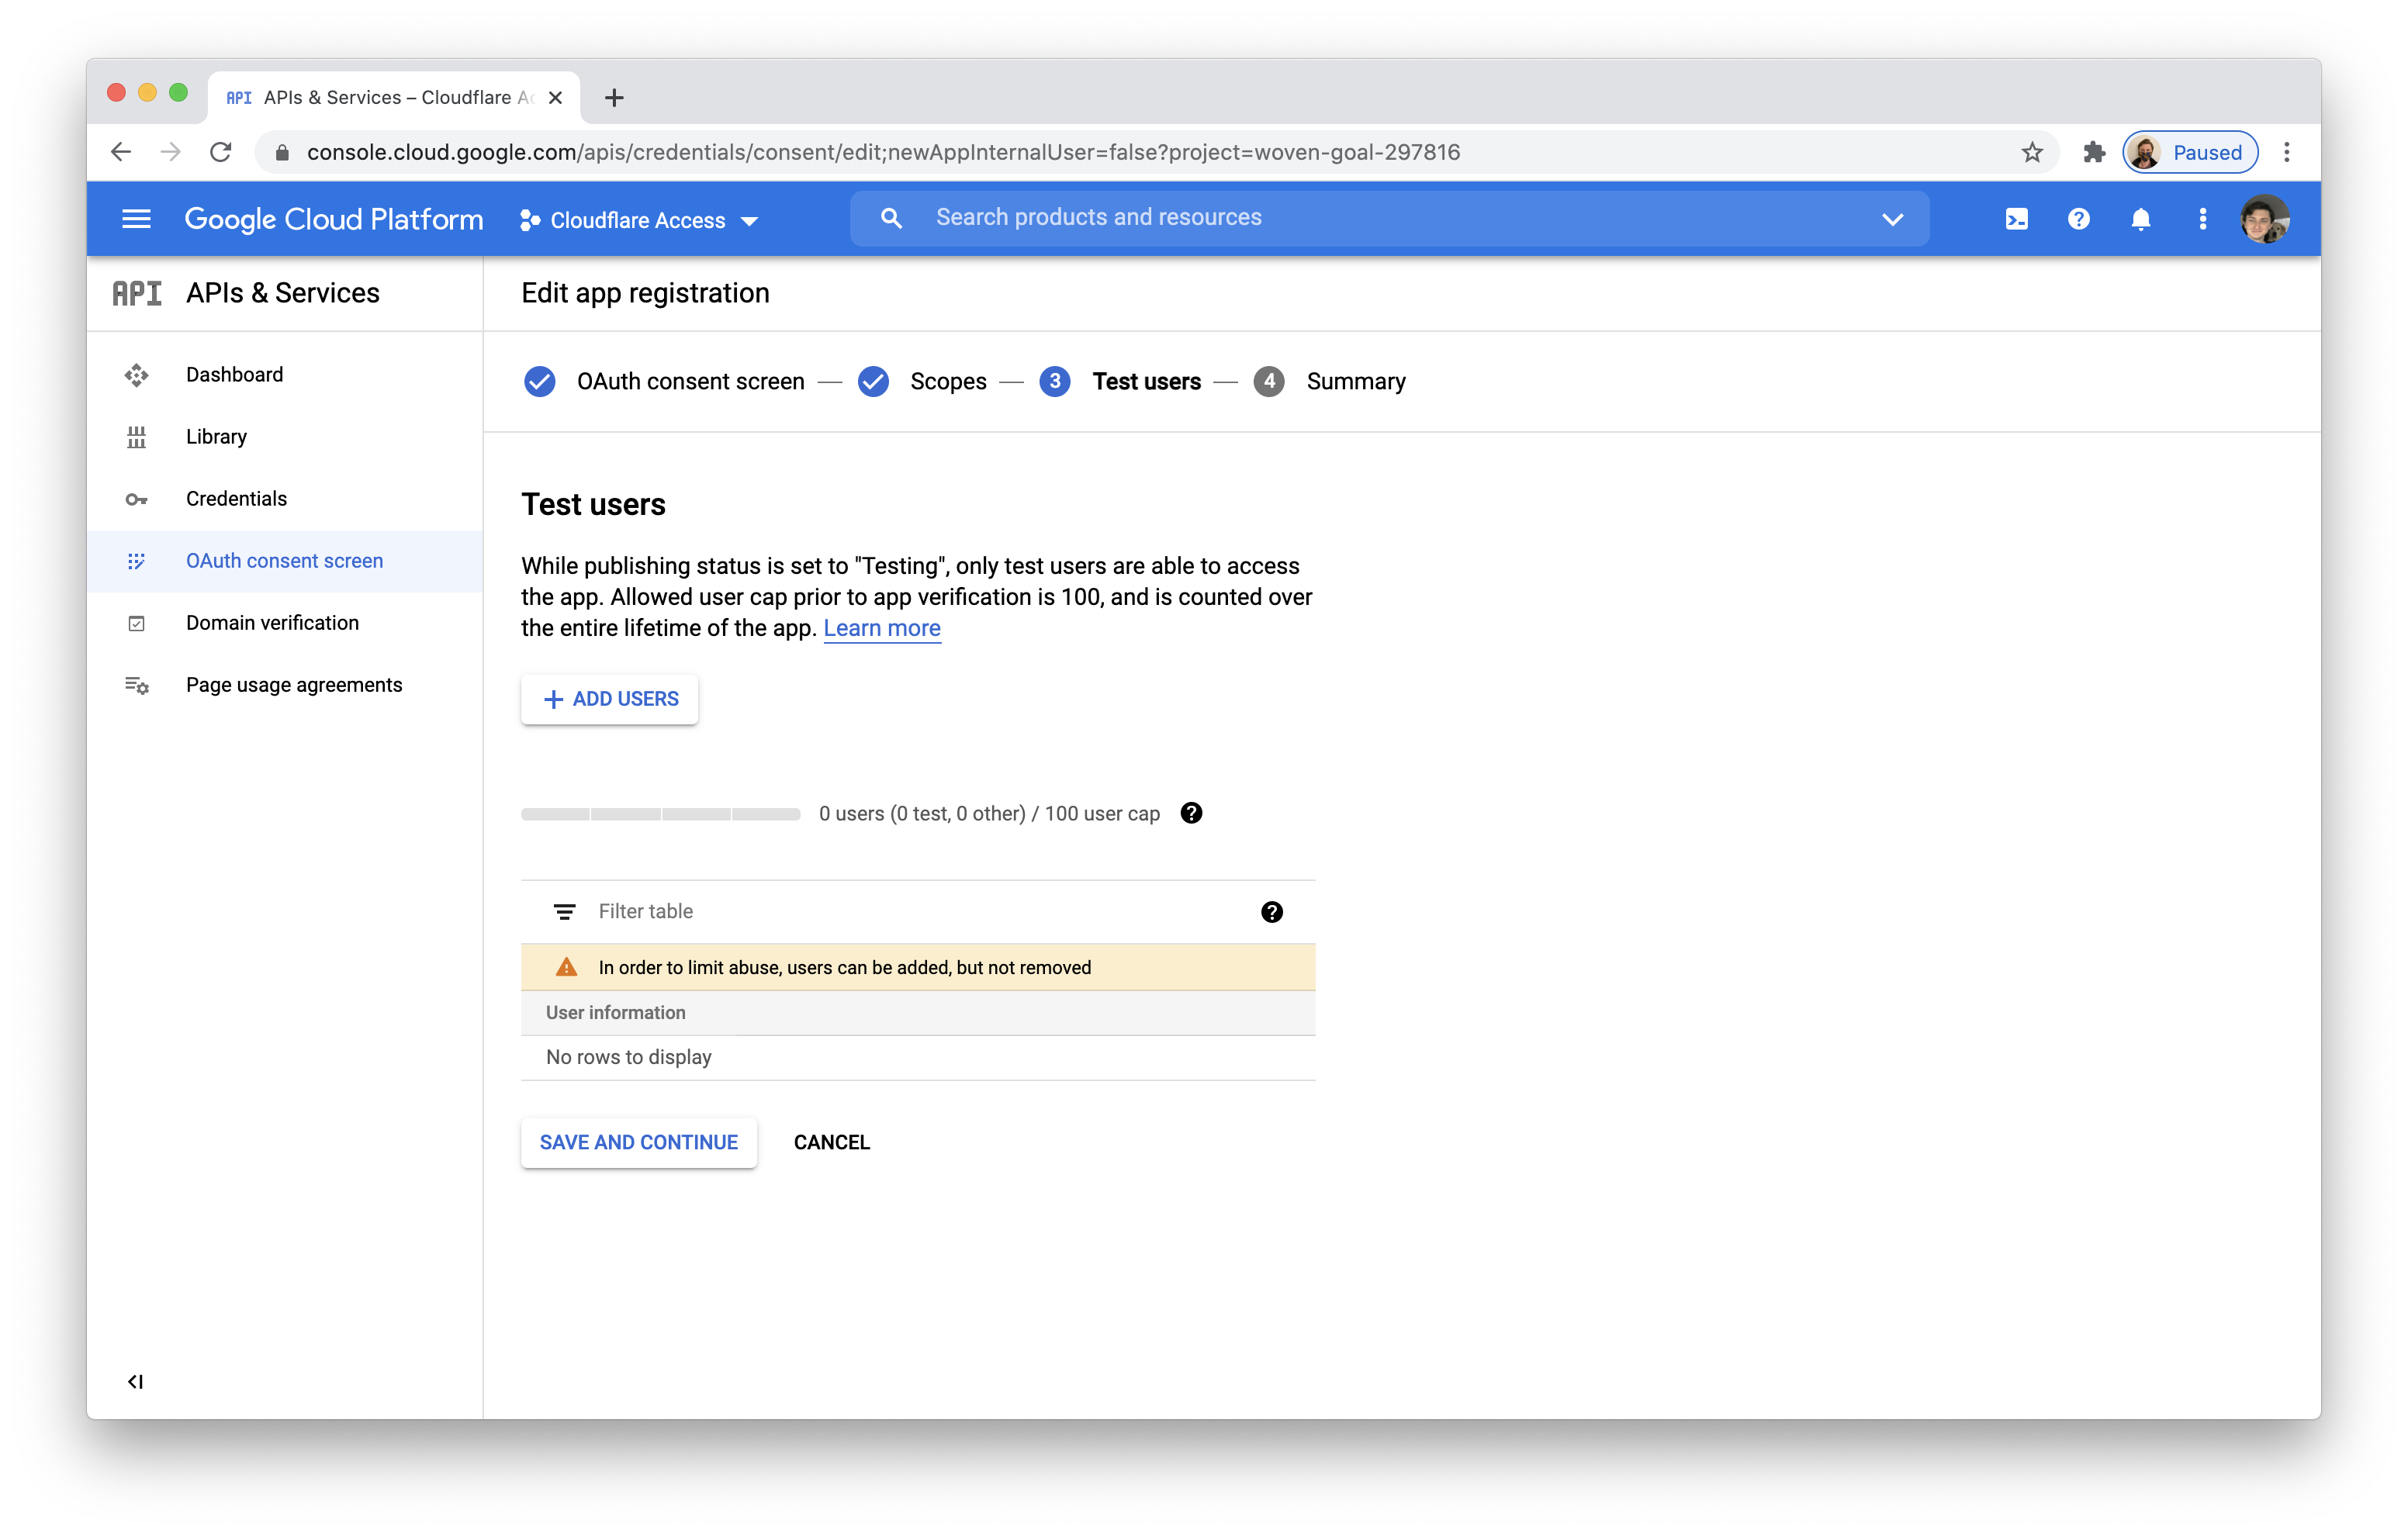 API APIs & Services – Cloudflare Ac
console.cloud.google.com/apis/credentials/consent/edit;newAppInternalUser=false?project=woven-goal-297816
Paused
Google Cloud Platform
Cloudflare Access
Search products and resources
API APIs & Services
Edit app registration
Dashboard
Library
Credentials
OAuth consent screen
Domain verification
Page usage agreements
OAuth consent screen — Scopes — 3 Test users — 4 Summary
Test users
While publishing status is set to "Testing", only test users are able to access
the app. Allowed user cap prior to app verification is 100, and is counted over
the entire lifetime of the app. Learn more
ADD USERS
0 users (0 test, 0 other) / 100 user cap
Filter table
In order to limit abuse, users can be added, but not removed
User information
No rows to display
SAVE AND CONTINUE
CANCEL